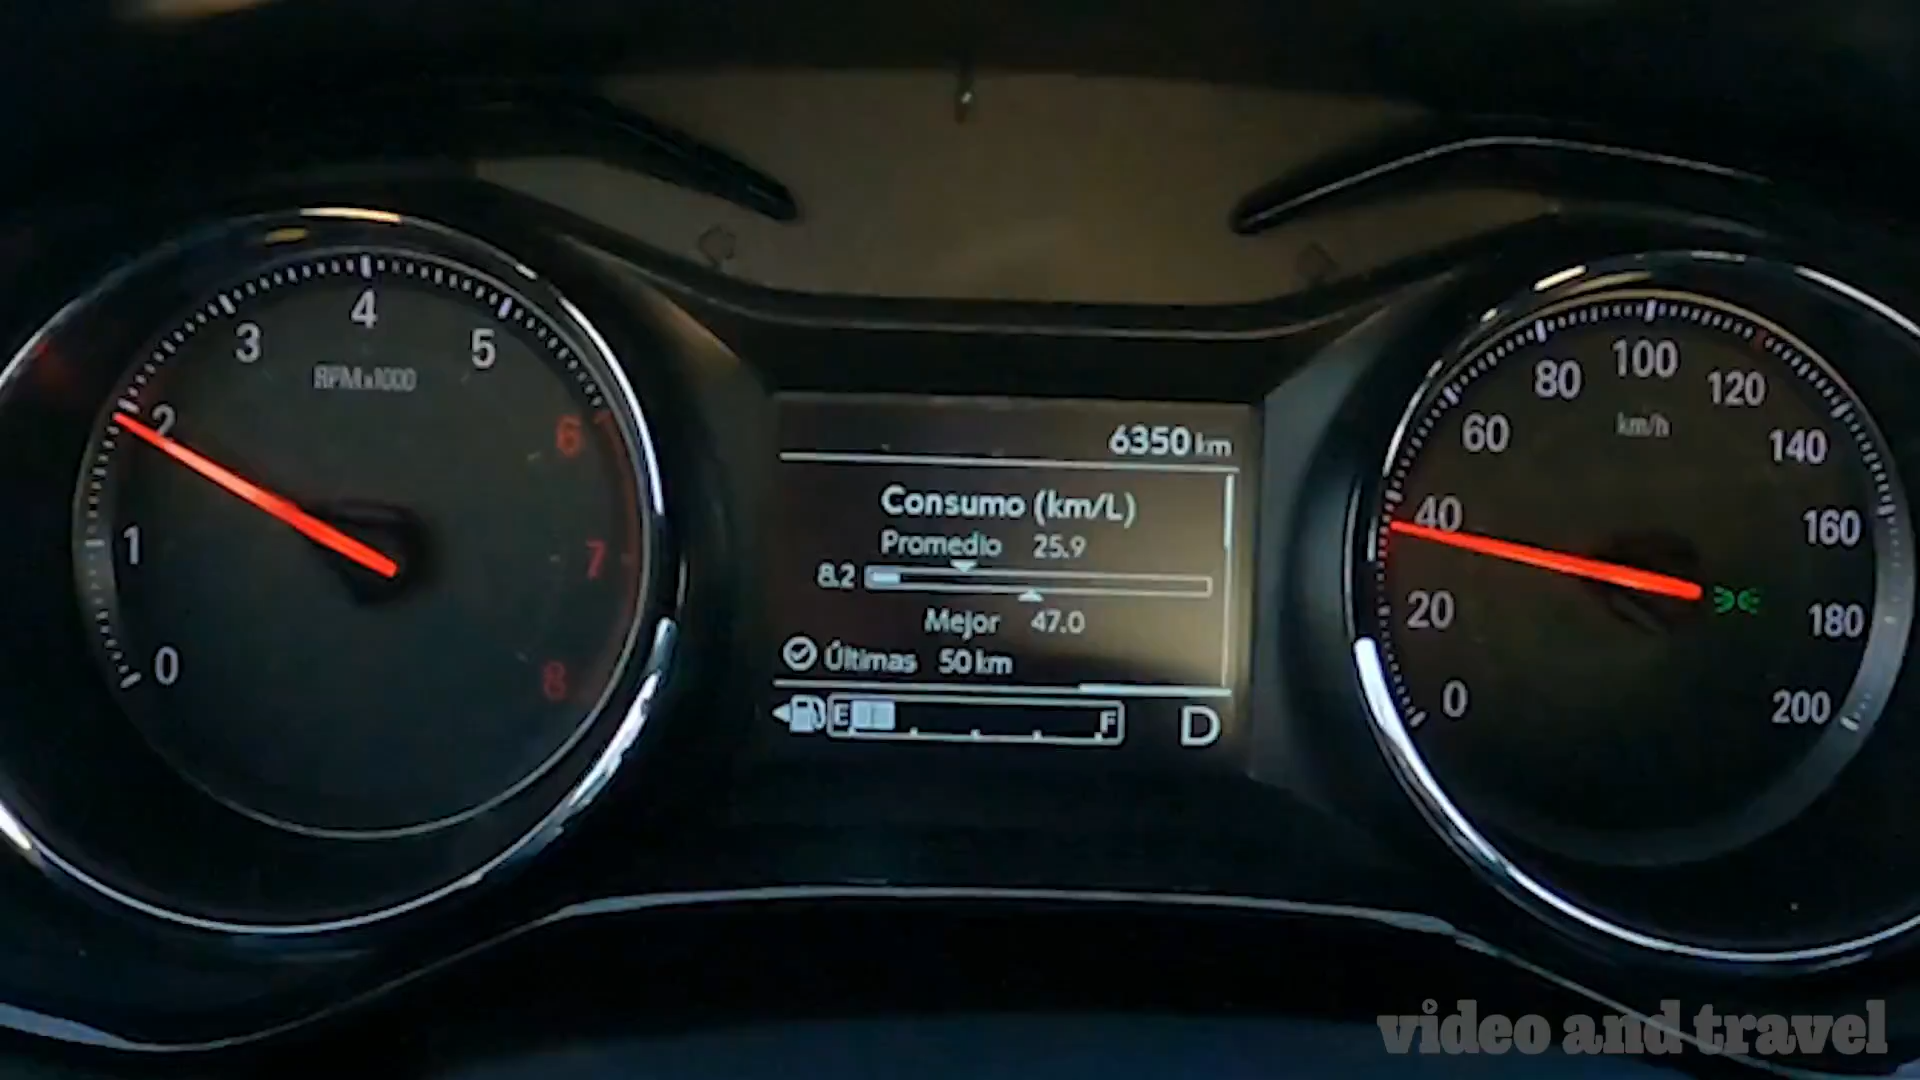 0
1
2
3
4
5
6
7
8
RPMx1000
6350 km
Consumo (km/L)
Promedio 25.9
8.2
Mejor 47.0
Últimas 50 km
E F D
0
20
40
60
80
100
120
140
160
180
200
km/h
video and travel